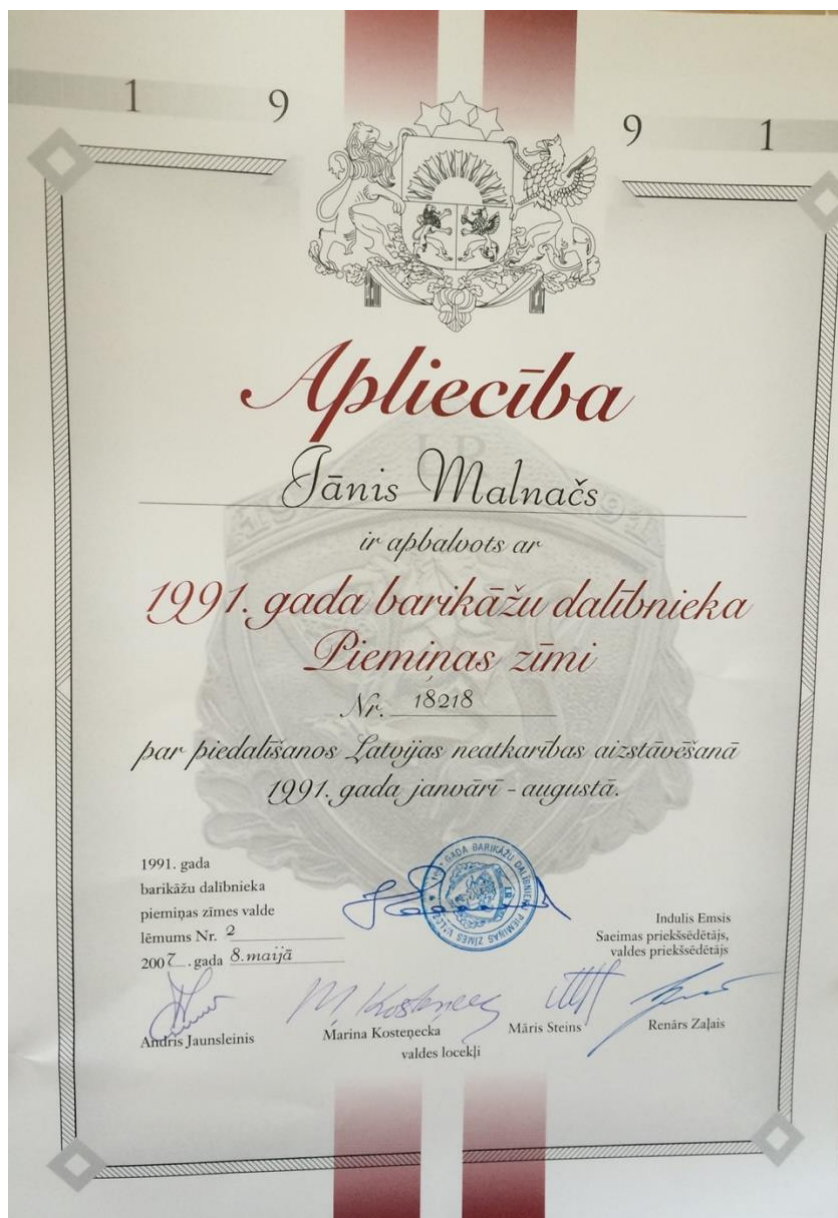 1 9 9 1
Apliecība
Jānis Malnačs
ir apbalvots ar
1991. gada barikāžu dalībnieka
Piemiņas zīmi
Nr. 18218
par piedalīšanos Latvijas neatkarības aizstāvēšanā
1991. gada janvārī - augustā.
1991. gada
barikāžu dalībnieka
piemiņas zīmes valde
lēmums Nr. 2
2007. gada 8. maijā
Indulis Emsis
Saeimas priekšsēdētājs,
valdes priekšsēdētājs
M. Kosteņecka
Andris Jaunsleinis
Marina Kosteņecka
Māris Steins
Renārs Zaļais
valdes locekļi